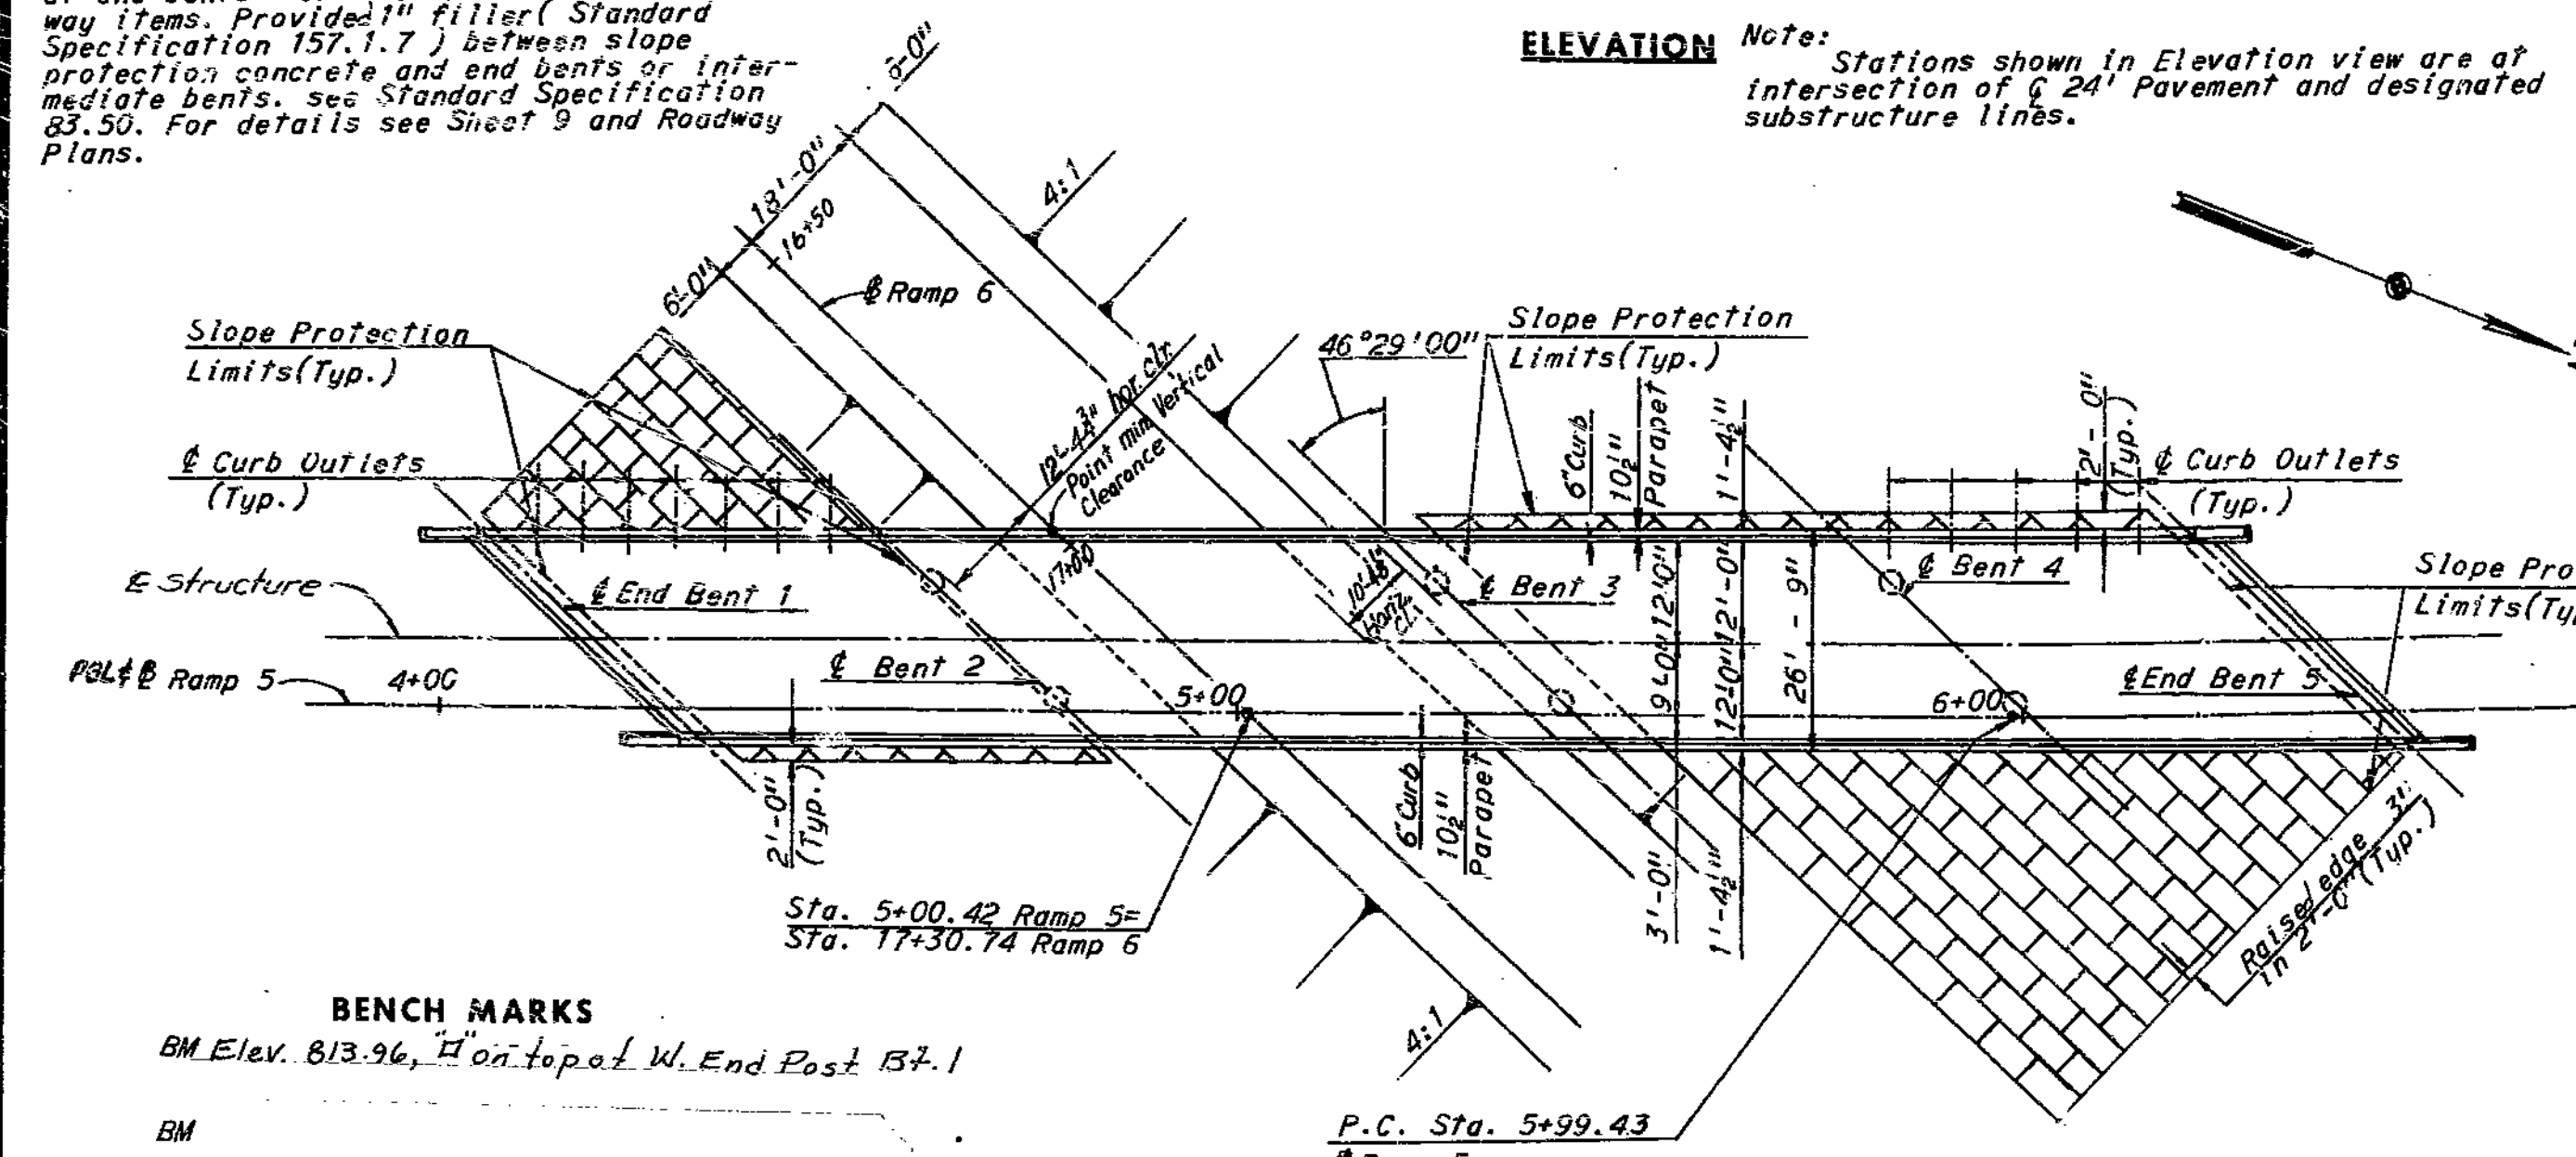 way items. Provided 1" filler ( Standard
Specification 157.1.7 ) between slope
protection concrete and end bents or inter-
mediate bents. see Standard Specification
83.50. For details see Sheet 9 and Roadway
Plans.
ELEVATION
Note:
Stations shown in Elevation view are at
intersection of ℄ 24' Pavement and designated
substructure lines.
18'-0"
16+50
6'-0"
4:1
Ramp 6
Slope Protection
Limits(Typ.)
℄ Curb Outlets
(Typ.)
hor. clr.
Point min. Vertical
Clearance
46°29'00"
Slope Protection
Limits(Typ.)
6" Curb
10½"
Parapet
1'-4½"
2'-0"
(Typ.)
℄ Curb Outlets
(Typ.)
17+00
Horiz.
℄ Structure
℄ End Bent 1
℄ Bent 3
℄ Bent 4
12'-0"
12'-0"
26'-9"
Slope Pro
Limits(Ty
Ramp 5
4+00
℄ Bent 2
5+00
6+00
℄ End Bent 5
9'-0"
12'-0"
2'-0"
(Typ.)
6" Curb
10½"
Parapet
3'-0"
1'-4½"
Raised edge 3"
in 2'-0" (Typ.)
Sta. 5+00.42 Ramp 5=
Sta. 17+30.74 Ramp 6
4:1
BENCH MARKS
BM Elev. 813.96, "□" on top of W. End Post Bt. 1
BM
P.C. Sta. 5+99.43